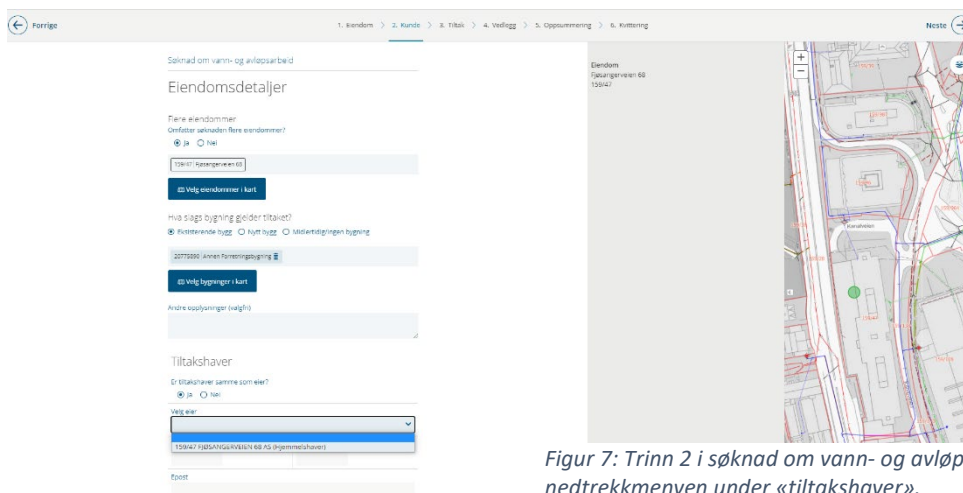 Forrige
1. Eiendom > 2. Kunde > 3. Tiltak > 4. Vedlegg > 5. Oppsummering > 6. Kvittering
Neste
Søknad om vann- og avløpsarbeid
Eiendomsdetaljer
Flere eiendommer
Omfatter søknaden flere eiendommer?
Ja Nei
159/47 Fjøsangerveien 68
Velg eiendommer i kart
Hva slags bygning gjelder tiltaket?
Eksisterende bygg Nytt bygg Midlertidig/ingen bygning
20775890 Annen Forretningsbygning
Velg bygninger i kart
Andre opplysninger (valgfri)
Tiltakshaver
Er tiltakshaver samme som eier?
Ja Nei
Velg eier
159/47 FJØSANGERVEIEN 68 AS (Hjemmelshaver)
Epost
Eiendom
Fjøsangerveien 68
159/47
+
−
Kanalveien
159/47
Figur 7: Trinn 2 i søknad om vann- og avløp
nedtrekkmenyen under «tiltakshaver».